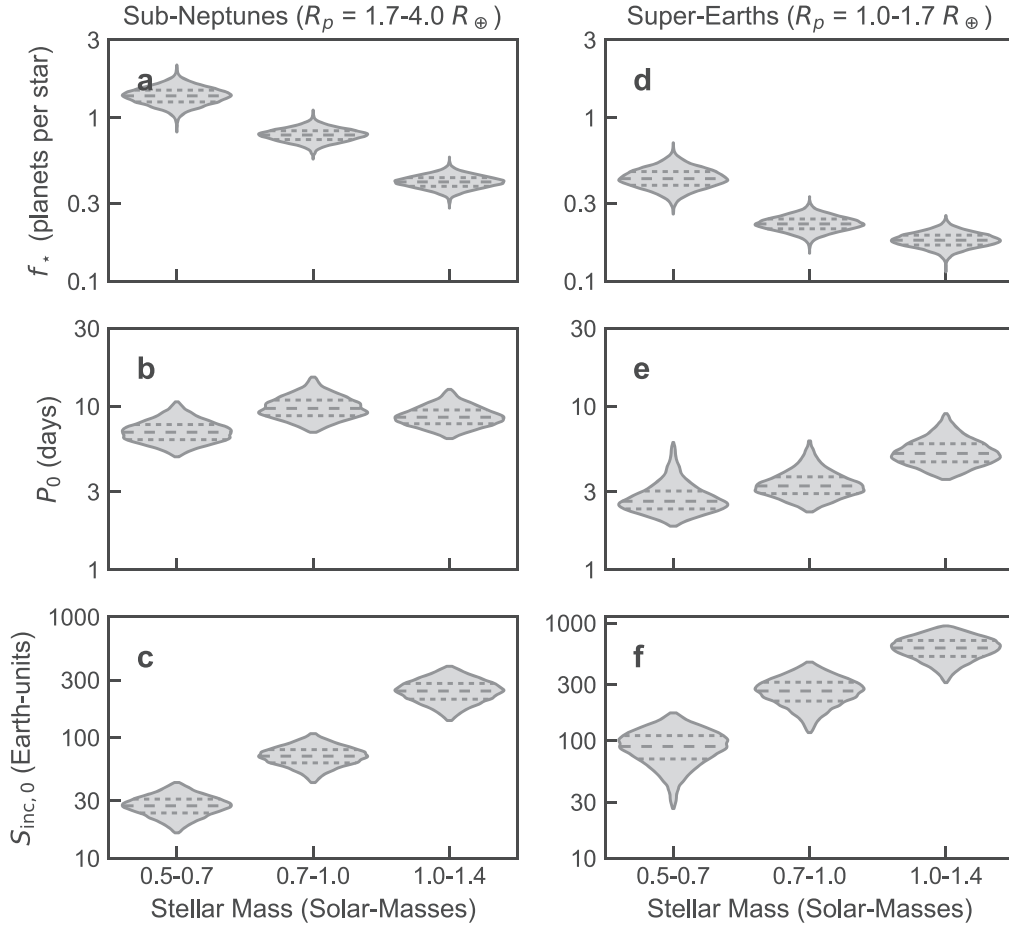 Sub-Neptunes (Rp = 1.7-4.0 R⊕)
Super-Earths (Rp = 1.0-1.7 R⊕)
f⋆ (planets per star)
3
1
0.3
0.1
a
3
1
0.3
0.1
d
P0 (days)
30
10
3
1
b
30
10
3
1
e
Sinc, 0 (Earth-units)
1000
300
100
30
10
c
1000
300
100
30
10
f
0.5-0.7 0.7-1.0 1.0-1.4
Stellar Mass (Solar-Masses)
0.5-0.7 0.7-1.0 1.0-1.4
Stellar Mass (Solar-Masses)